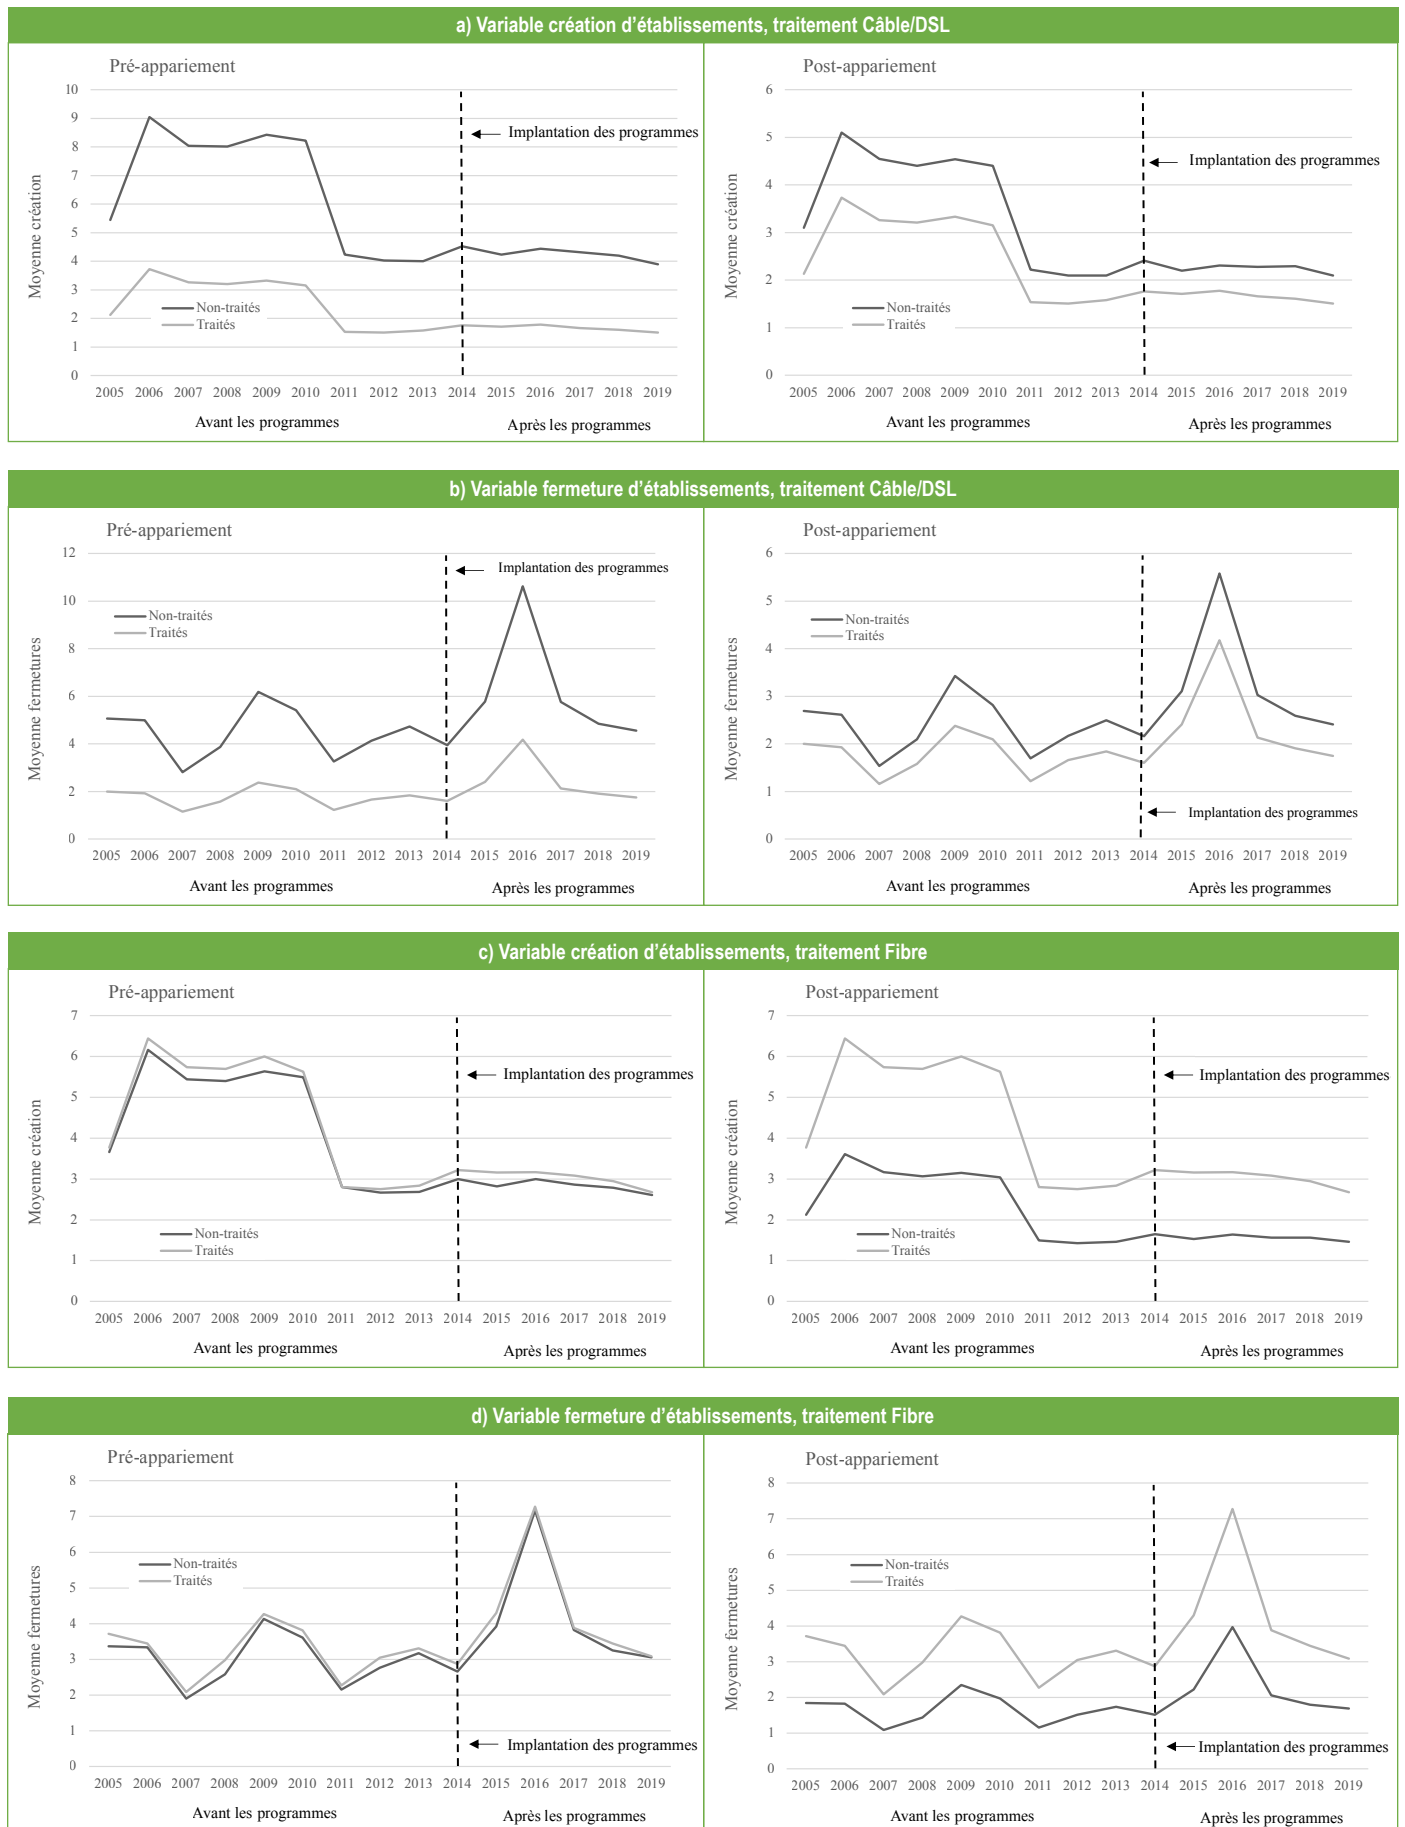 a) Variable création d'établissements, traitement Câble/DSL
Pré-appariement
Moyenne création
10
9
8
7
6
5
4
3
2
1
0
Implantation des programmes
Non-traités
Traités
2005 2006 2007 2008 2009 2010 2011 2012 2013 2014 2015 2016 2017 2018 2019
Avant les programmes
Après les programmes
Post-appariement
Moyenne création
6
5
4
3
2
1
0
Implantation des programmes
Non-traités
Traités
2005 2006 2007 2008 2009 2010 2011 2012 2013 2014 2015 2016 2017 2018 2019
Avant les programmes
Après les programmes
b) Variable fermeture d'établissements, traitement Câble/DSL
Pré-appariement
Moyenne fermetures
12
10
8
6
4
2
0
Implantation des programmes
Non-traités
Traités
2005 2006 2007 2008 2009 2010 2011 2012 2013 2014 2015 2016 2017 2018 2019
Avant les programmes
Après les programmes
Post-appariement
Moyenne fermetures
6
5
4
3
2
1
0
Non-traités
Traités
Implantation des programmes
2005 2006 2007 2008 2009 2010 2011 2012 2013 2014 2015 2016 2017 2018 2019
Avant les programmes
Après les programmes
c) Variable création d'établissements, traitement Fibre
Pré-appariement
Moyenne création
7
6
5
4
3
2
1
0
Implantation des programmes
Non-traités
Traités
2005 2006 2007 2008 2009 2010 2011 2012 2013 2014 2015 2016 2017 2018 2019
Avant les programmes
Après les programmes
Post-appariement
Moyenne création
7
6
5
4
3
2
1
0
Implantation des programmes
Non-traités
Traités
2005 2006 2007 2008 2009 2010 2011 2012 2013 2014 2015 2016 2017 2018 2019
Avant les programmes
Après les programmes
d) Variable fermeture d'établissements, traitement Fibre
Pré-appariement
Moyenne fermetures
8
7
6
5
4
3
2
1
0
Non-traités
Traités
Implantation des programmes
2005 2006 2007 2008 2009 2010 2011 2012 2013 2014 2015 2016 2017 2018 2019
Avant les programmes
Après les programmes
Post-appariement
Moyenne fermetures
8
7
6
5
4
3
2
1
0
Non-traités
Traités
Implantation des programmes
2005 2006 2007 2008 2009 2010 2011 2012 2013 2014 2015 2016 2017 2018 2019
Avant les programmes
Après les programmes